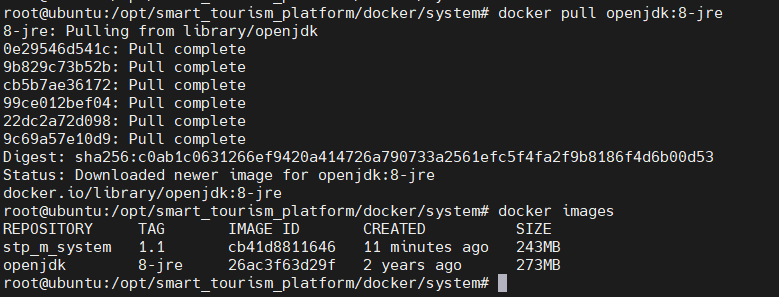 root@ubuntu:/opt/smart_tourism_platform/docker/system# docker pull openjdk:8-jre
8-jre: Pulling from library/openjdk
0e29546d541c: Pull complete
9b829c73b52b: Pull complete
cb5b7ae36172: Pull complete
99ce012bef04: Pull complete
22dc2a72d098: Pull complete
9c69a57e10d9: Pull complete
Digest: sha256:c0ab1c0631266ef9420a414726a790733a2561efc5f4fa2f9b8186f4d6b00d53
Status: Downloaded newer image for openjdk:8-jre
docker.io/library/openjdk:8-jre
root@ubuntu:/opt/smart_tourism_platform/docker/system# docker images
REPOSITORY TAG IMAGE ID CREATED SIZE
stp_m_system 1.1 cb41d8811646 11 minutes ago 243MB
openjdk 8-jre 26ac3f63d29f 2 years ago 273MB
root@ubuntu:/opt/smart_tourism_platform/docker/system#